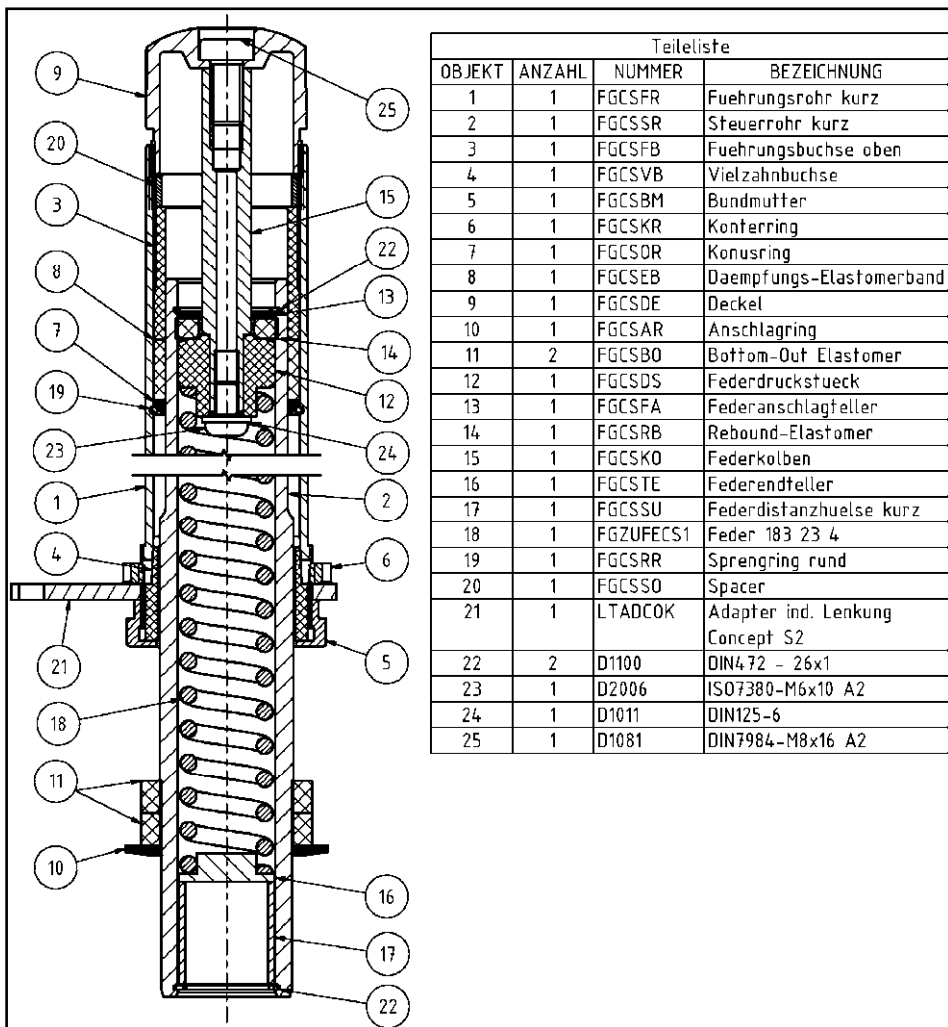 Teileliste
OBJEKT ANZAHL NUMMER BEZEICHNUNG
1 1 FGCSFR Fuehrungsrohr kurz
2 1 FGCSSR Steuerrohr kurz
3 1 FGCSFB Fuehrungsbuchse oben
4 1 FGCSVB Vielzahnbuchse
5 1 FGCSBM Bundmutter
6 1 FGCSKR Konterring
7 1 FGCSOR Konusring
8 1 FGCSEB Daempfungs-Elastomerband
9 1 FGCSDE Deckel
10 1 FGCSAR Anschlagring
11 2 FGCSBO Bottom-Out Elastomer
12 1 FGCSDS Federdruckstueck
13 1 FGCSFA Federanschlagteller
14 1 FGCSRB Rebound-Elastomer
15 1 FGCSKO Federkolben
16 1 FGCSTE Federendteller
17 1 FGCSSU Federdistanzhuelse kurz
18 1 FGZUFECS1 Feder 183 23 4
19 1 FGCSRR Sprengring rund
20 1 FGCSSO Spacer
21 1 LTADCOK Adapter ind. Lenkung
Concept S2
22 2 D1100 DIN472 - 26x1
23 1 D2006 ISO7380-M6x10 A2
24 1 D1011 DIN125-6
25 1 D1081 DIN7984-M8x16 A2
9
25
20
3
15
22
8
13
7
14
19
12
23
24
1
2
4
6
21
5
18
11
10
16
17
22